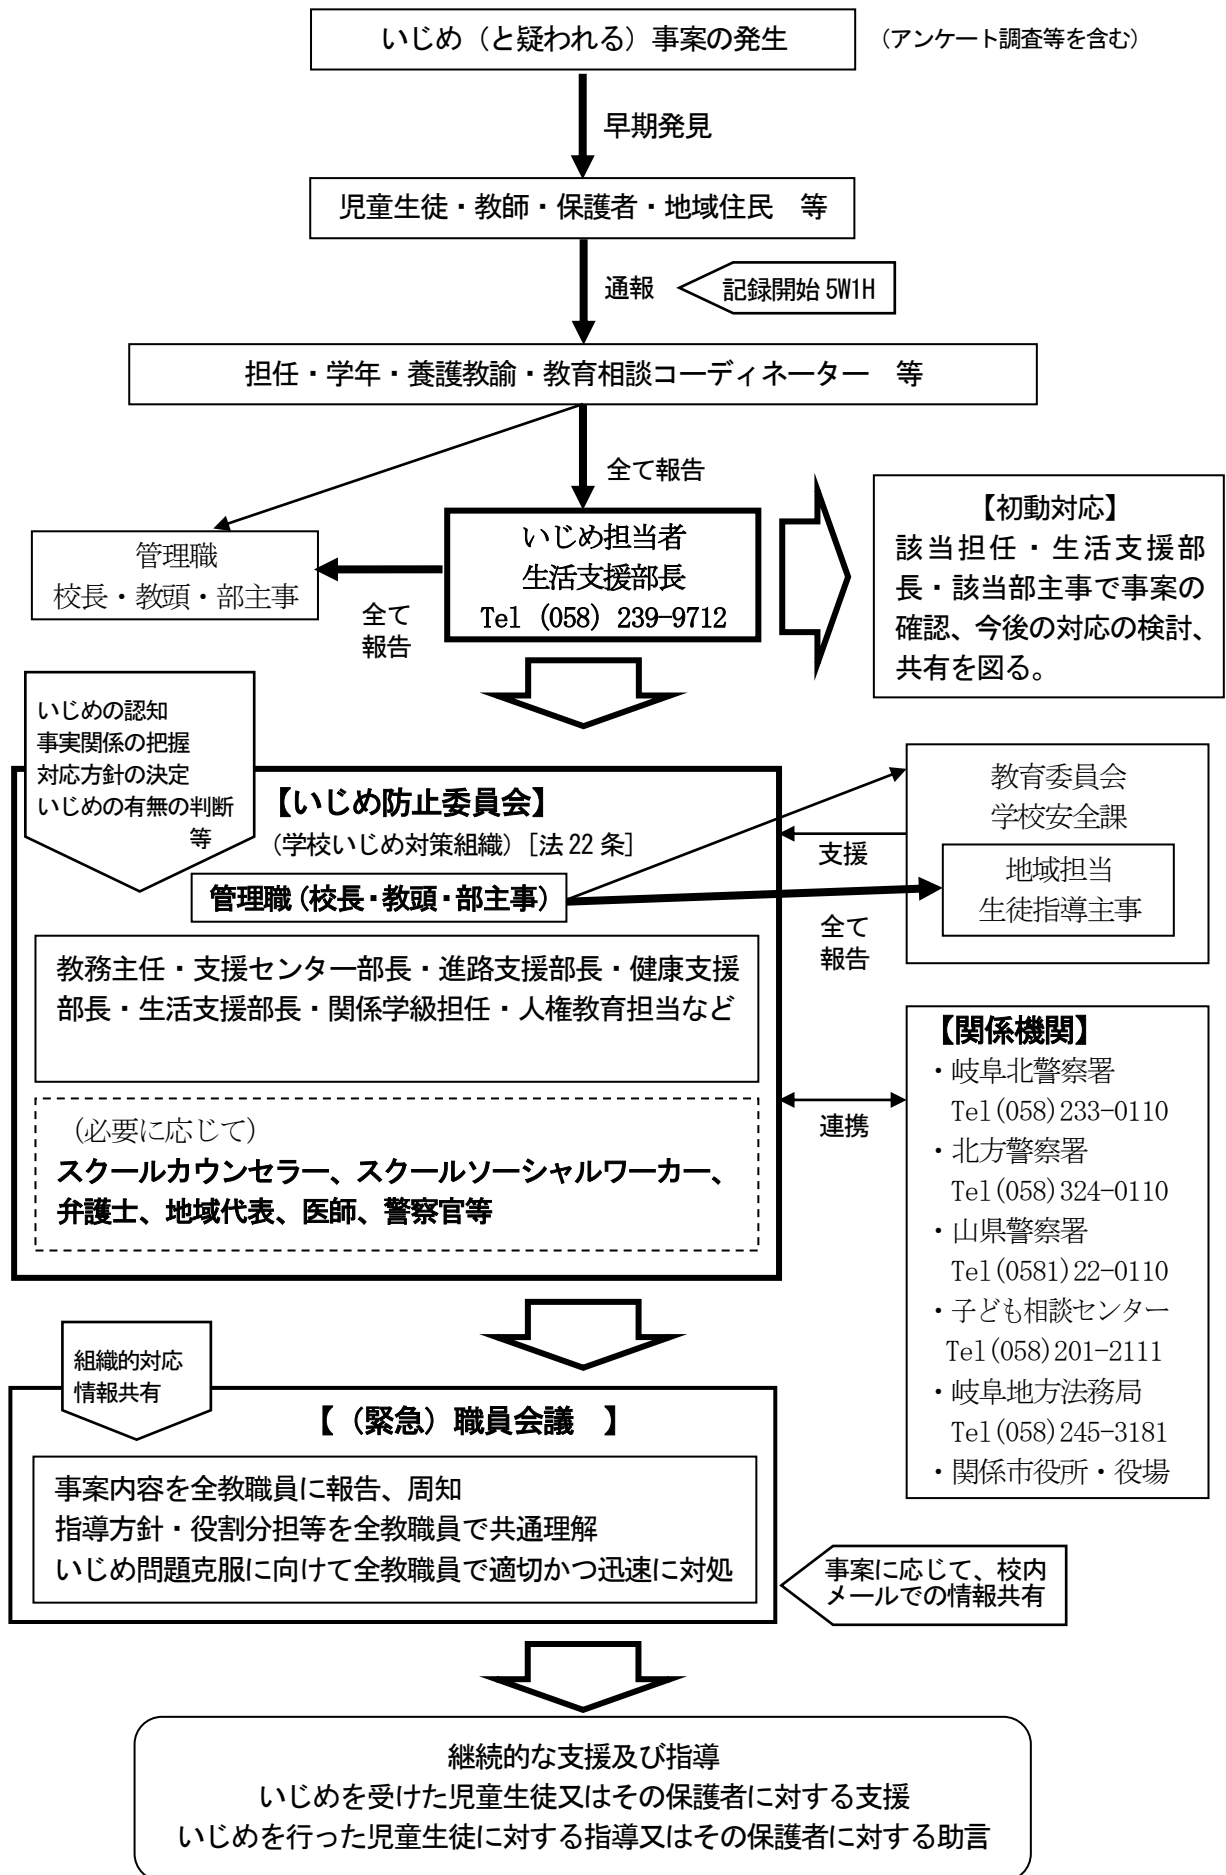 いじめ（と疑われる）事案の発生
（アンケート調査等を含む）
早期発見
児童生徒・教師・保護者・地域住民　等
通報
記録開始 5W1H
担任・学年・養護教諭・教育相談コーディネーター　等
全て報告
管理職
校長・教頭・部主事
いじめ担当者
生活支援部長
Tel (058) 239-9712
全て
報告
【初動対応】
該当担任・生活支援部
長・該当部主事で事案の
確認、今後の対応の検討、
共有を図る。
いじめの認知
事実関係の把握
対応方針の決定
いじめの有無の判断
等
【いじめ防止委員会】
（学校いじめ対策組織）［法 22 条］
管理職（校長・教頭・部主事）
教務主任・支援センター部長・進路支援部長・健康支援
部長・生活支援部長・関係学級担任・人権教育担当など
（必要に応じて）
スクールカウンセラー、スクールソーシャルワーカー、
弁護士、地域代表、医師、警察官等
教育委員会
学校安全課
支援
地域担当
生徒指導主事
全て
報告
連携
【関係機関】
・岐阜北警察署
Tel(058)233-0110
・北方警察署
Tel(058)324-0110
・山県警察署
Tel(0581)22-0110
・子ども相談センター
Tel(058)201-2111
・岐阜地方法務局
Tel(058)245-3181
・関係市役所・役場
組織的対応
情報共有
【（緊急）職員会議　】
事案内容を全教職員に報告、周知
指導方針・役割分担等を全教職員で共通理解
いじめ問題克服に向けて全教職員で適切かつ迅速に対処
事案に応じて、校内
メールでの情報共有
継続的な支援及び指導
いじめを受けた児童生徒又はその保護者に対する支援
いじめを行った児童生徒に対する指導又はその保護者に対する助言